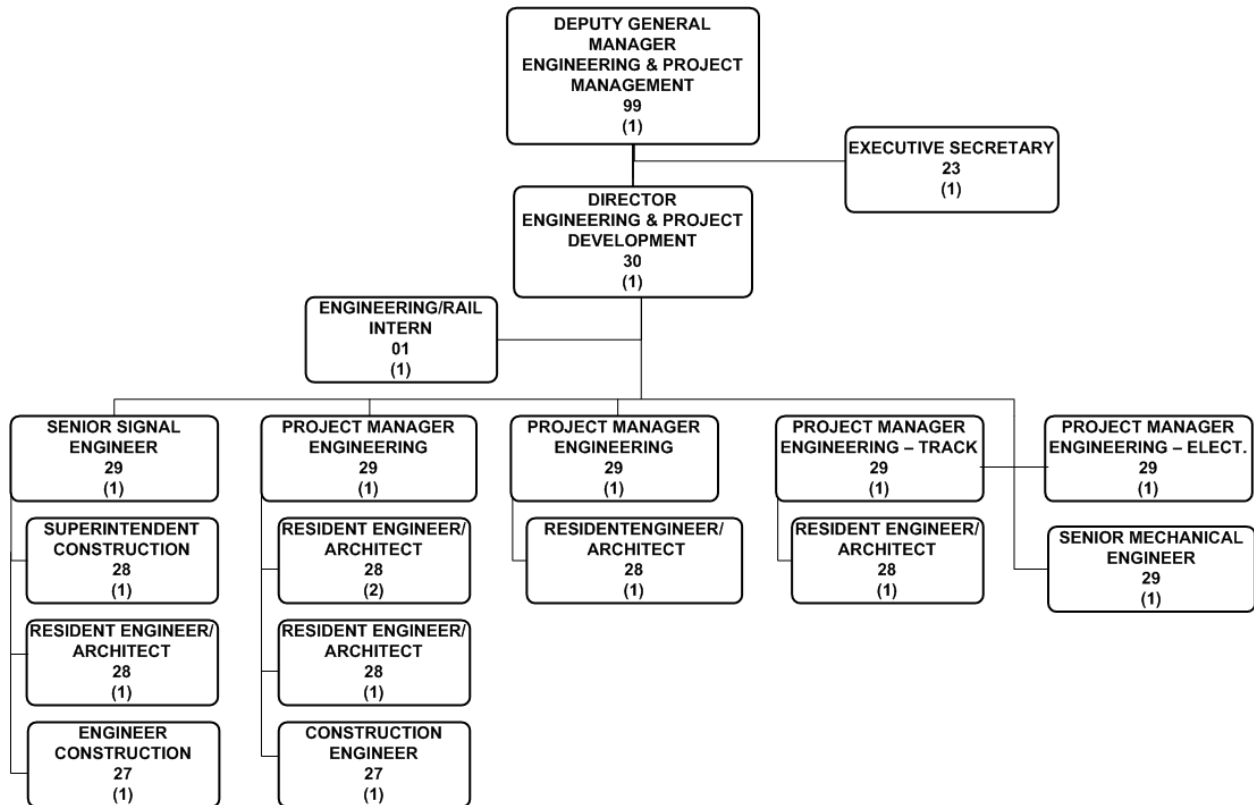 DEPUTY GENERAL
MANAGER
ENGINEERING & PROJECT
MANAGEMENT
99
(1)
EXECUTIVE SECRETARY
23
(1)
DIRECTOR
ENGINEERING & PROJECT
DEVELOPMENT
30
(1)
ENGINEERING/RAIL
INTERN
01
(1)
SENIOR SIGNAL
ENGINEER
29
(1)
SUPERINTENDENT
CONSTRUCTION
28
(1)
RESIDENT ENGINEER/
ARCHITECT
28
(1)
ENGINEER
CONSTRUCTION
27
(1)
PROJECT MANAGER
ENGINEERING
29
(1)
RESIDENT ENGINEER/
ARCHITECT
28
(2)
RESIDENT ENGINEER/
ARCHITECT
28
(1)
CONSTRUCTION
ENGINEER
27
(1)
PROJECT MANAGER
ENGINEERING
29
(1)
RESIDENTENGINEER/
ARCHITECT
28
(1)
PROJECT MANAGER
ENGINEERING – TRACK
29
(1)
RESIDENT ENGINEER/
ARCHITECT
28
(1)
PROJECT MANAGER
ENGINEERING – ELECT.
29
(1)
SENIOR MECHANICAL
ENGINEER
29
(1)